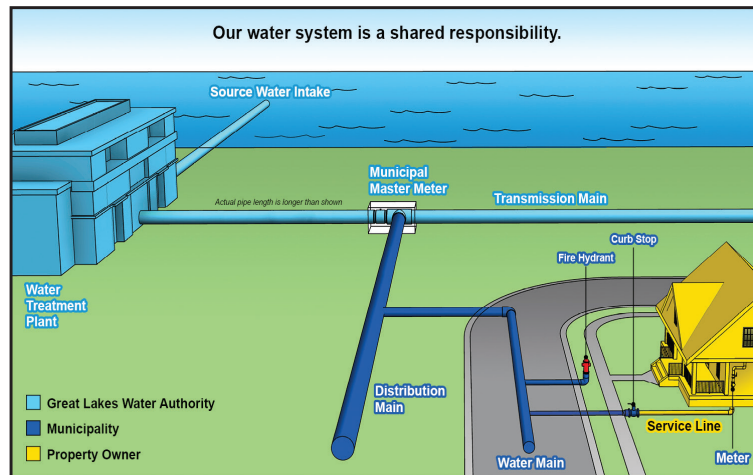 Our water system is a shared responsibility.
Source Water Intake
Municipal
Master Meter
Actual pipe length is longer than shown
Transmission Main
Curb Stop
Fire Hydrant
Water
Treatment
Plant
Distribution
Main
Great Lakes Water Authority
Municipality
Property Owner
Service Line
Water Main
Meter